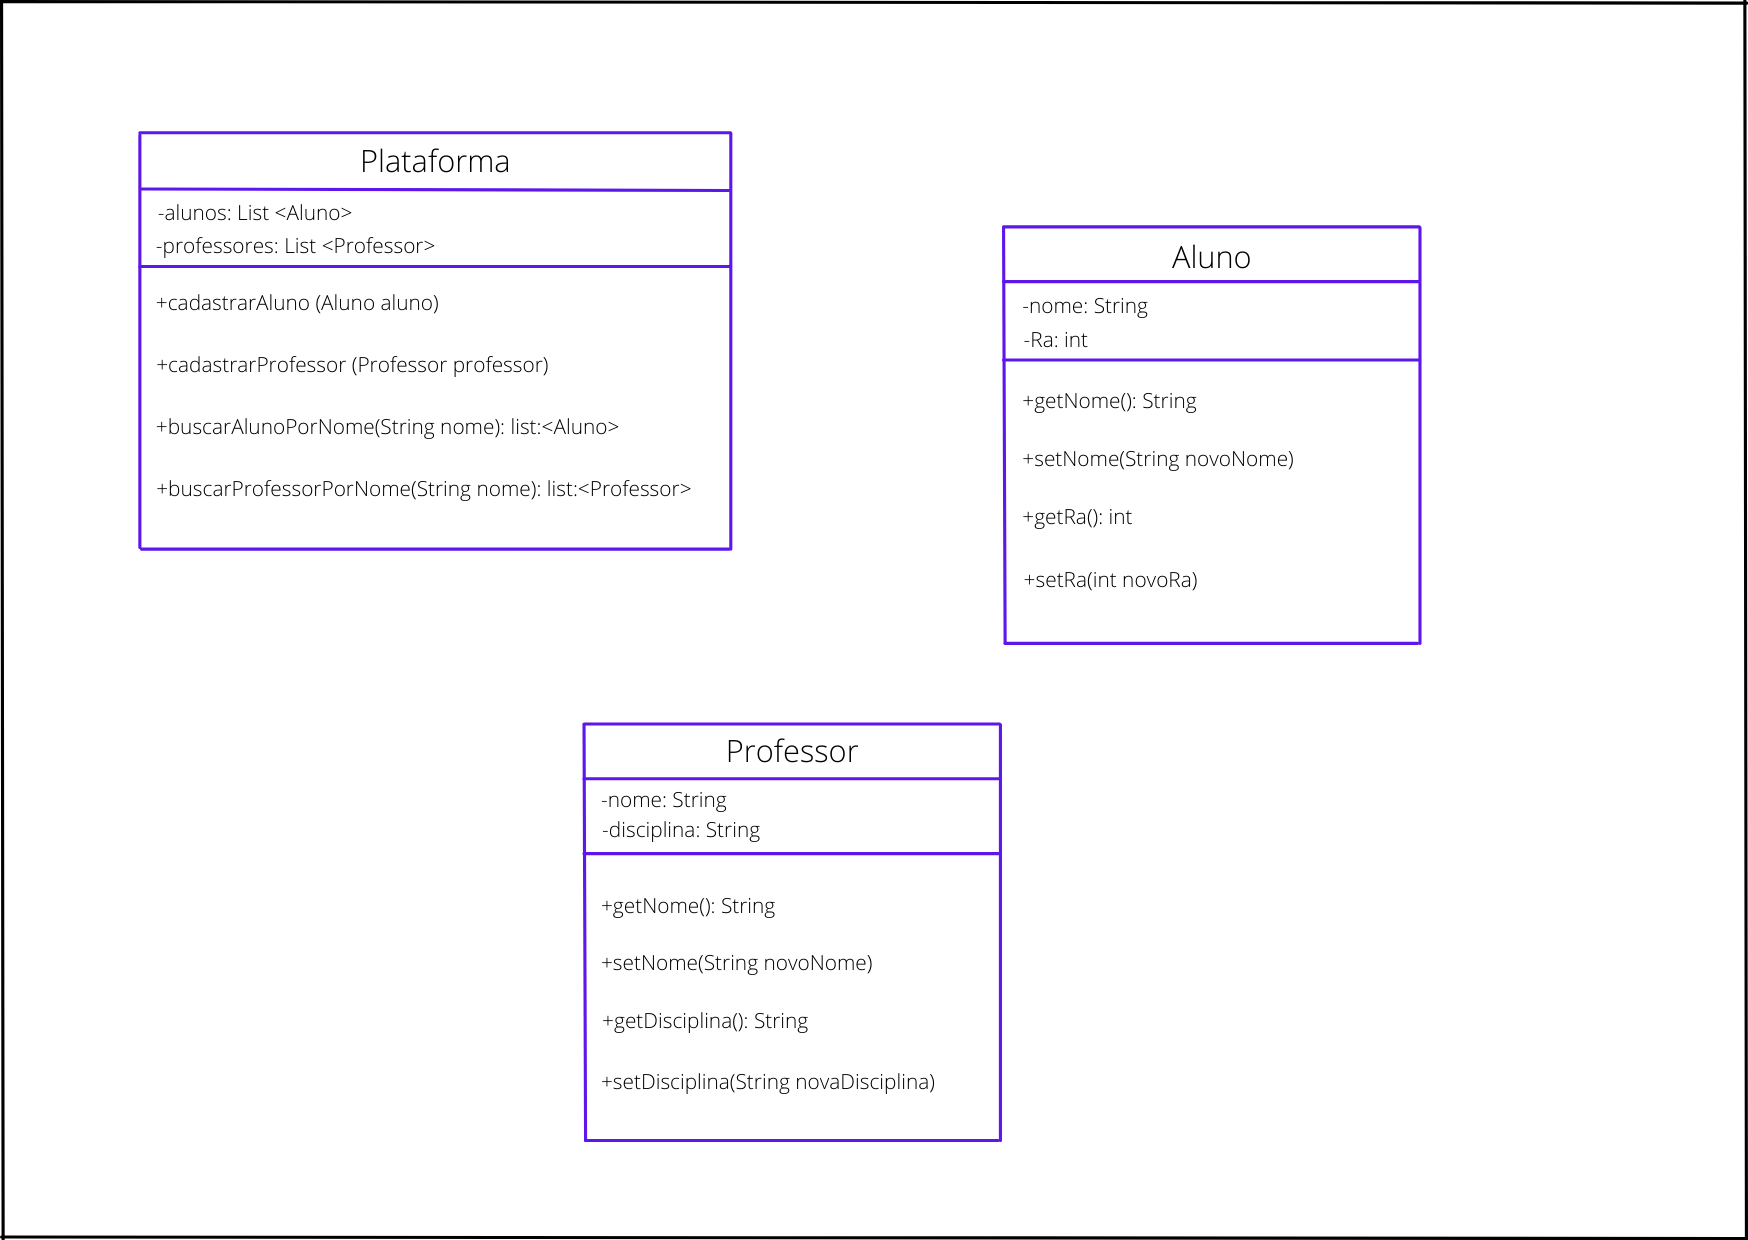 Plataforma
-alunos: List <Aluno>
-professores: List <Professor>
+cadastrarAluno (Aluno aluno)
+cadastrarProfessor (Professor professor)
+buscarAlunoPorNome(String nome): list:<Aluno>
+buscarProfessorPorNome(String nome): list:<Professor>
Aluno
-nome: String
-Ra: int
+getNome(): String
+setNome(String novoNome)
+getRa(): int
+setRa(int novoRa)
Professor
-nome: String
-disciplina: String
+getNome(): String
+setNome(String novoNome)
+getDisciplina(): String
+setDisciplina(String novaDisciplina)